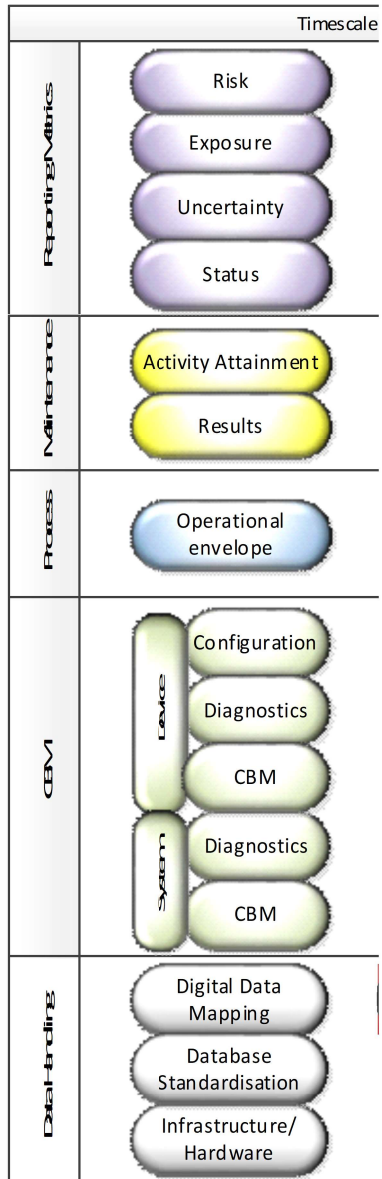 Timescale
Reporting Metrics
Risk
Exposure
Uncertainty
Status
Maintenance
Activity Attainment
Results
Process
Operational
envelope
CBM
Device
Configuration
Diagnostics
CBM
System
Diagnostics
CBM
Data Handling
Digital Data
Mapping
Database
Standardisation
Infrastructure/
Hardware